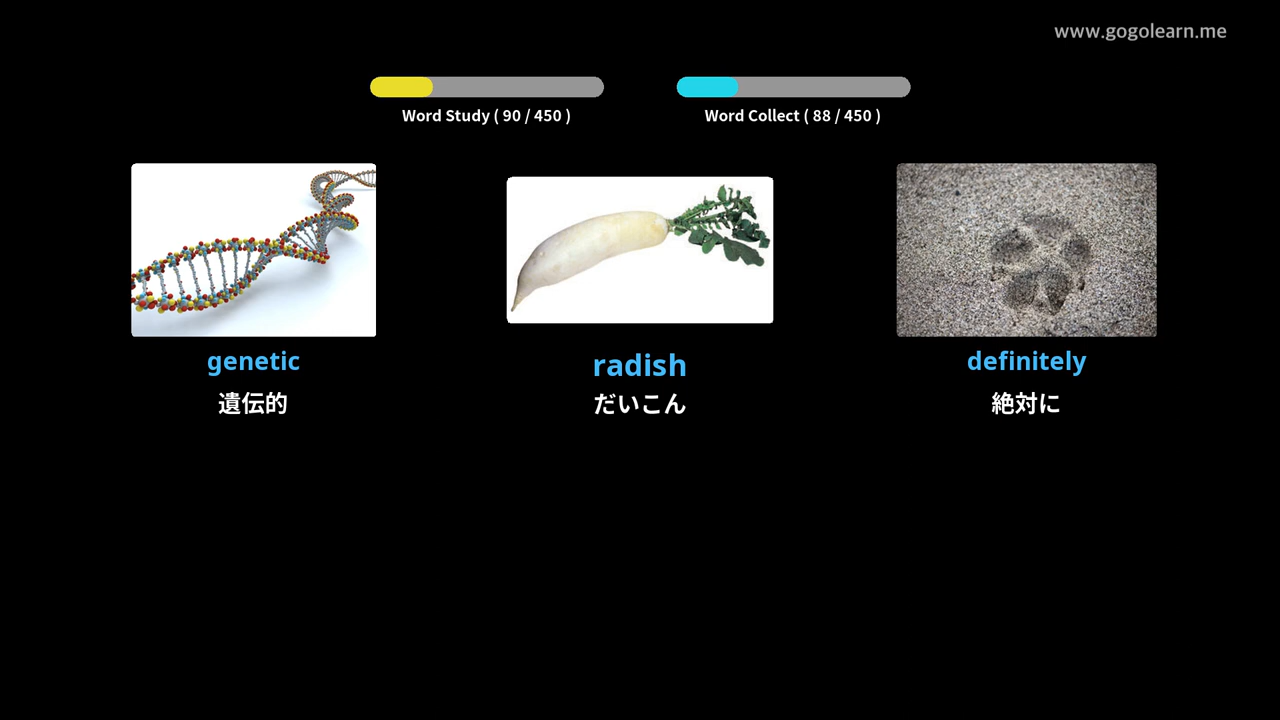 www.gogolearn.me
Word Study ( 90 / 450 )
Word Collect ( 88 / 450 )
genetic
遺伝的
radish
だいこん
definitely
絶対に